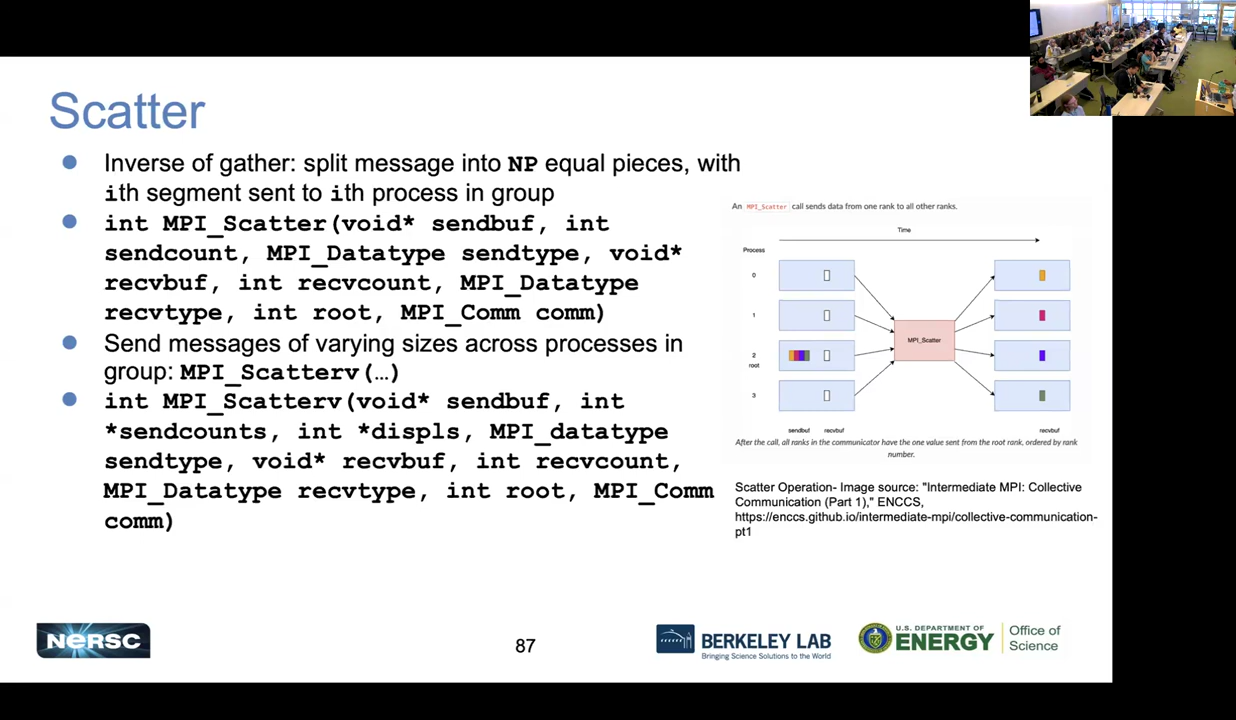 Scatter
Inverse of gather: split message into NP equal pieces, with
ith segment sent to ith process in group
int MPI_Scatter(void* sendbuf, int
sendcount, MPI_Datatype sendtype, void*
recvbuf, int recvcount, MPI_Datatype
recvtype, int root, MPI_Comm comm)
Send messages of varying sizes across processes in
group: MPI_Scatterv(…)
int MPI_Scatterv(void* sendbuf, int
*sendcounts, int *displs, MPI_datatype
sendtype, void* recvbuf, int recvcount,
MPI_Datatype recvtype, int root, MPI_Comm
comm)
An MPI_Scatter call sends data from one rank to all other ranks.
Time
Process
0
1
2
root
3
MPI_Scatter
sendbuf recvbuf
recvbuf
After the call, all ranks in the communicator have the one value sent from the root rank, ordered by rank
number.
Scatter Operation- Image source: "Intermediate MPI: Collective
Communication (Part 1)," ENCCS,
https://enccs.github.io/intermediate-mpi/collective-communication-
pt1
NERSC
87
BERKELEY LAB
Bringing Science Solutions to the World
U.S. DEPARTMENT OF
ENERGY
Office of
Science